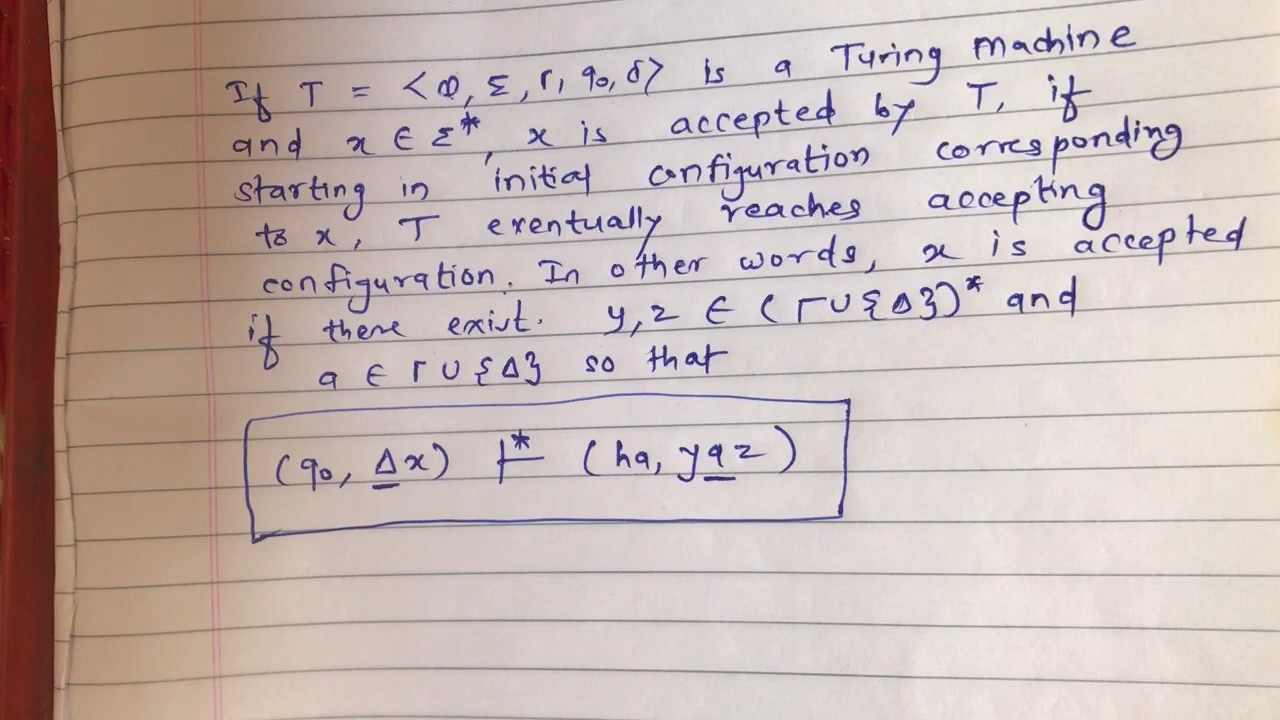 If T = <Q, Σ, Γ, q₀, δ> is a Turing machine
and x ∈ Σ*, x is accepted by T, if
starting in initial configuration corresponding
to x, T eventually reaches accepting
configuration. In other words, x is accepted
if there exist. y,z ∈ (Γ∪{Δ})* and
a ∈ Γ∪{Δ} so that
(q₀, Δx) ⊢* (ha, yaz)